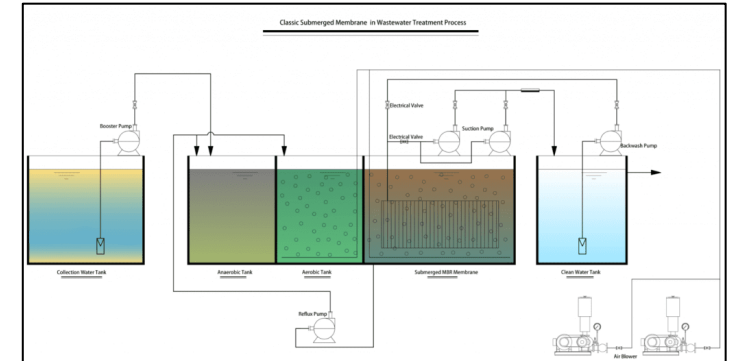 Classic Submerged Membrane in Wastewater Treatment Process
Booster Pump
Electrical Valve
Electrical Valve
Suction Pump
Backwash Pump
Collection Water Tank
Anaerobic Tank
Aerobic Tank
Submerged MBR Membrane
Clean Water Tank
Reflux Pump
Air Blower